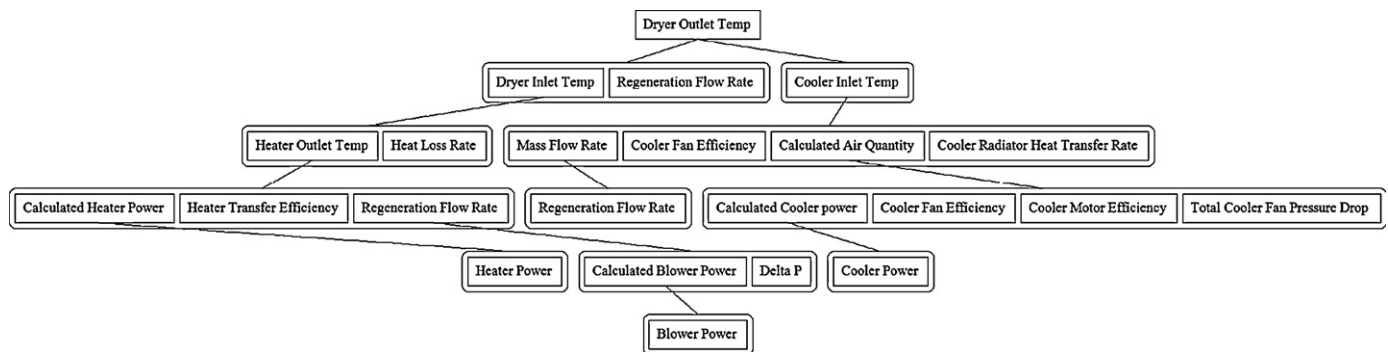 Dryer Outlet Temp
Dryer Inlet Temp Regeneration Flow Rate Cooler Inlet Temp
Heater Outlet Temp Heat Loss Rate Mass Flow Rate Cooler Fan Efficiency Calculated Air Quantity Cooler Radiator Heat Transfer Rate
Calculated Heater Power Heater Transfer Efficiency Regeneration Flow Rate Regeneration Flow Rate Calculated Cooler power Cooler Fan Efficiency Cooler Motor Efficiency Total Cooler Fan Pressure Drop
Heater Power Calculated Blower Power Delta P Cooler Power
Blower Power